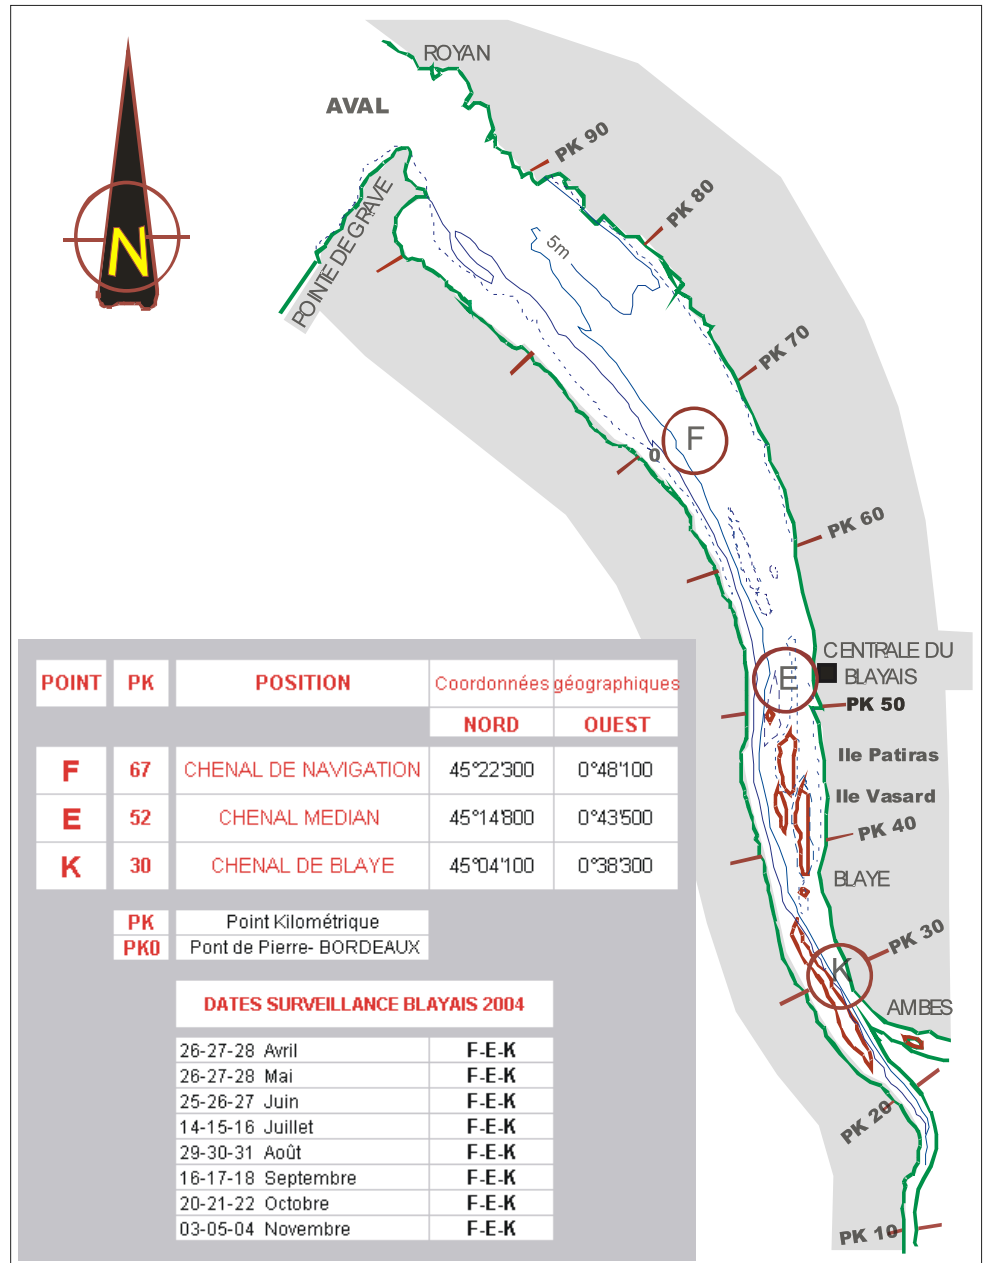 ROYAN
AVAL
PK 90
PK 80
POINTE DE GRAVE
N
5m
PK 70
F
0
PK 60
CENTRALE DU
BLAYAIS
E
PK 50
Ile Patiras
Ile Vasard
PK 40
BLAYE
PK 30
K
AMBES
PK 20
PK 10
POINT PK POSITION Coordonnées géographiques
NORD OUEST
F 67 CHENAL DE NAVIGATION 45°22'300 0°48'100
E 52 CHENAL MEDIAN 45°14'800 0°43'500
K 30 CHENAL DE BLAYE 45°04'100 0°38'300
PK Point Kilométrique
PK0 Pont de Pierre- BORDEAUX
DATES SURVEILLANCE BLAYAIS 2004
26-27-28 Avril F-E-K
26-27-28 Mai F-E-K
25-26-27 Juin F-E-K
14-15-16 Juillet F-E-K
29-30-31 Août F-E-K
16-17-18 Septembre F-E-K
20-21-22 Octobre F-E-K
03-05-04 Novembre F-E-K